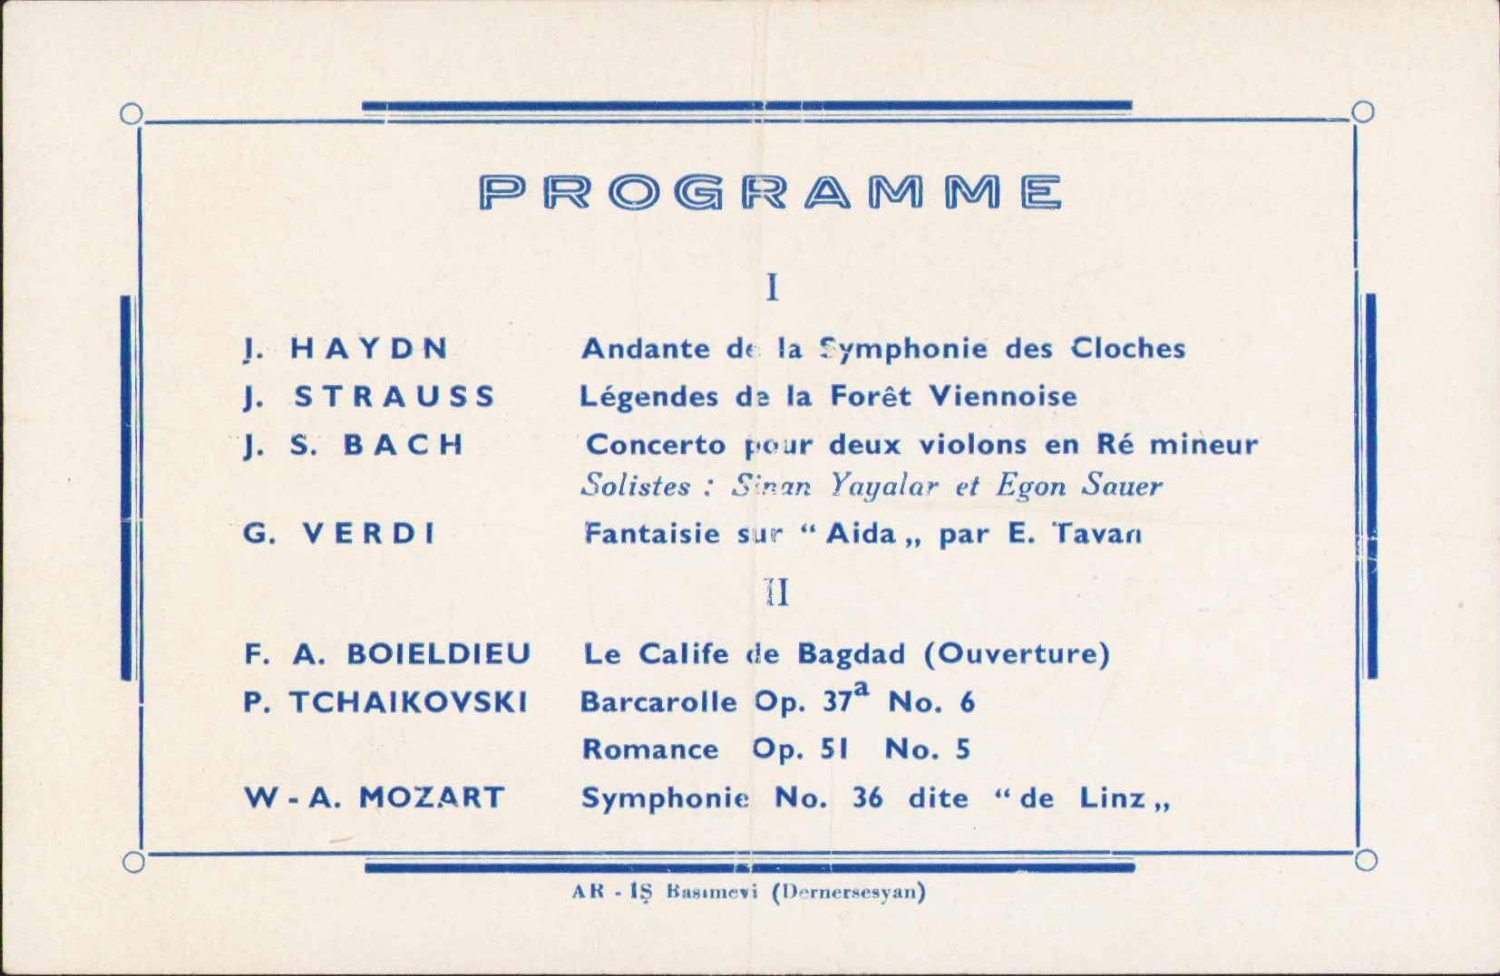 PROGRAMME
I
J. HAYDN Andante de la Symphonie des Cloches
J. STRAUSS Légendes de la Forêt Viennoise
J. S. BACH Concerto pour deux violons en Ré mineur
Solistes : Sinan Yayalar et Egon Sauer
G. VERDI Fantaisie sur “ Aida „ par E. Tavan
II
F. A. BOIELDIEU Le Calife de Bagdad (Ouverture)
P. TCHAIKOVSKI Barcarolle Op. 37ª No. 6
Romance Op. 51 No. 5
W - A. MOZART Symphonie No. 36 dite “ de Linz „
AR - İŞ Basımevi (Dernersesyan)